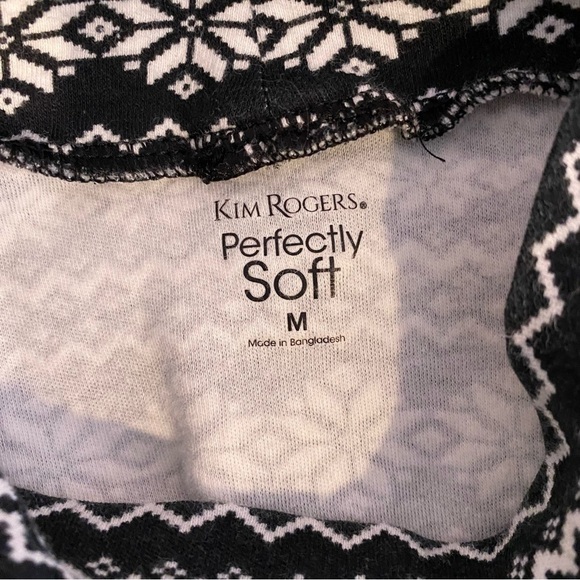 KIM ROGERS®
Perfectly
Soft
M
Made in Bangladesh